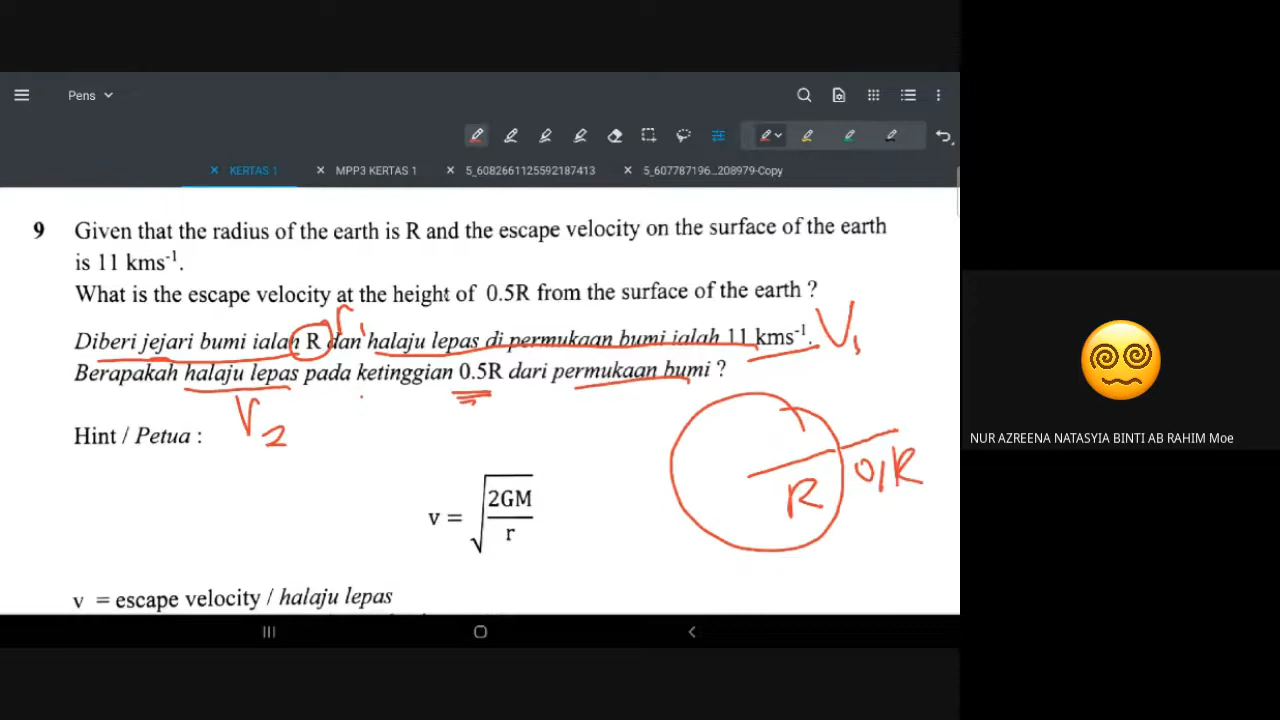 Pens
KERTAS 1
MPP3 KERTAS 1
5_6082661125592187413
5_607787196...208979-Copy
9 Given that the radius of the earth is R and the escape velocity on the surface of the earth
is 11 kms⁻¹.
What is the escape velocity at the height of 0.5R from the surface of the earth ?
r₁
Diberi jejari bumi ialah R dan halaju lepas di permukaan bumi ialah 11 kms⁻¹. V₁
Berapakah halaju lepas pada ketinggian 0.5R dari permukaan bumi ?
V₂
Hint / Petua :
R
v = √(2GM/r)
v = escape velocity / halaju lepas
NUR AZREENA NATASYIA BINTI AB RAHIM Moe